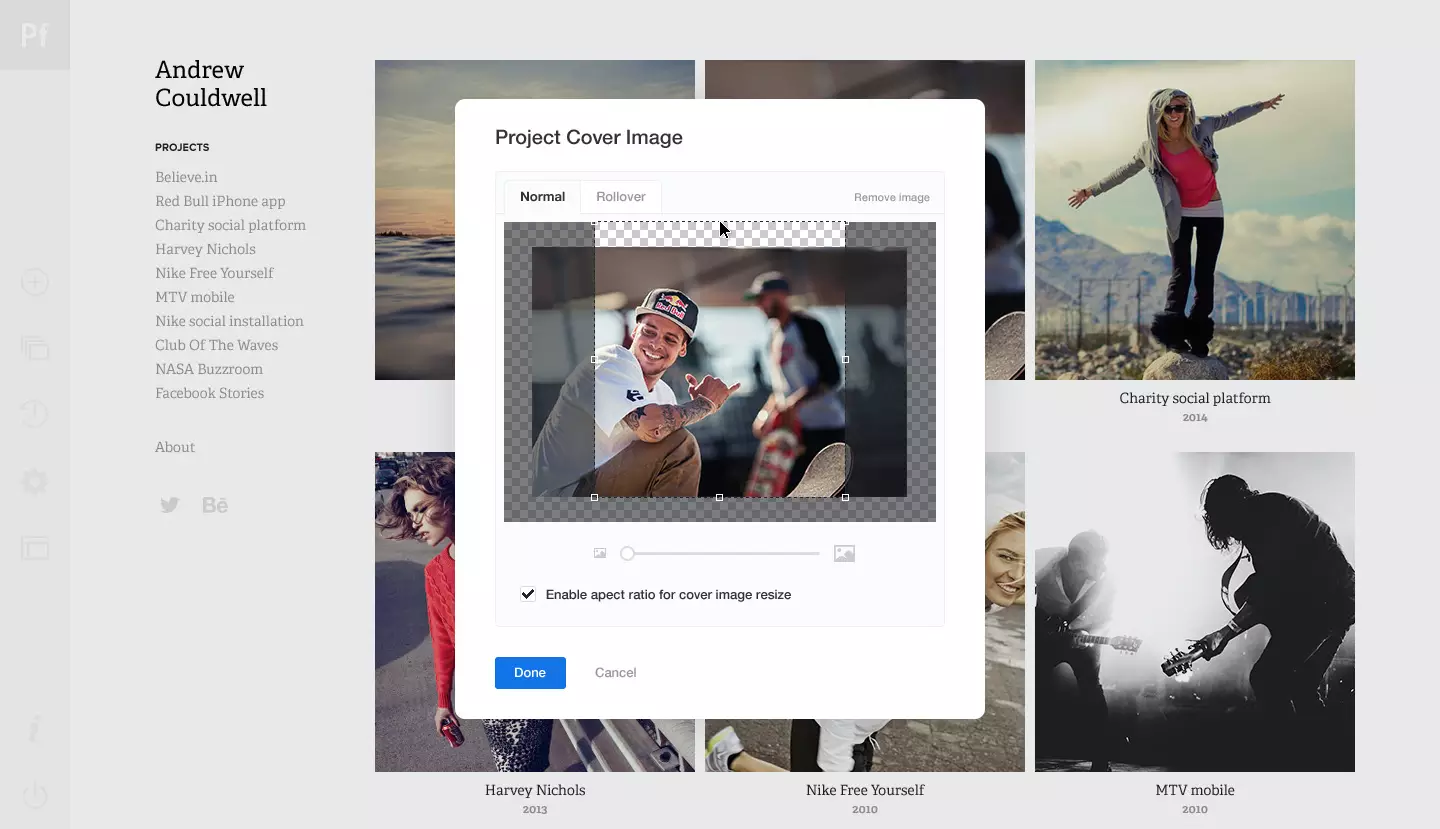 Pf
Andrew
Couldwell
PROJECTS
Believe.in
Red Bull iPhone app
Charity social platform
Harvey Nichols
Nike Free Yourself
MTV mobile
Nike social installation
Club Of The Waves
NASA Buzzroom
Facebook Stories
About
Bē
Project Cover Image
Normal
Rollover
Remove image
Red Bull
Enable apect ratio for cover image resize
Done
Cancel
Charity social platform
2014
Harvey Nichols
2013
Nike Free Yourself
2010
MTV mobile
2010